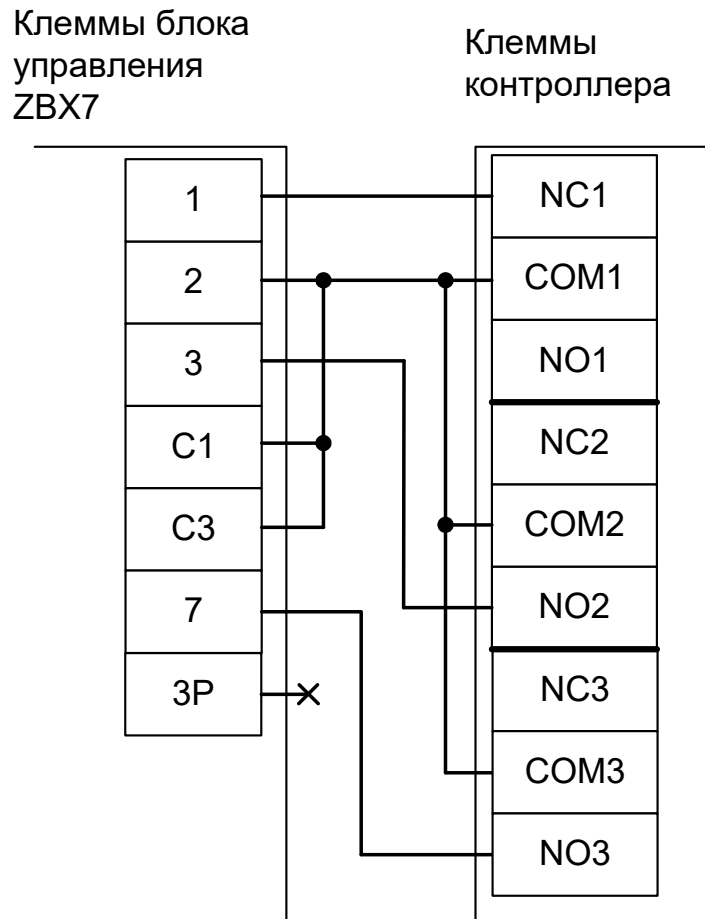 Клеммы блока
управления
ZBX7
Клеммы
контроллера
1
2
3
C1
C3
7
3P
NC1
COM1
NO1
NC2
COM2
NO2
NC3
COM3
NO3